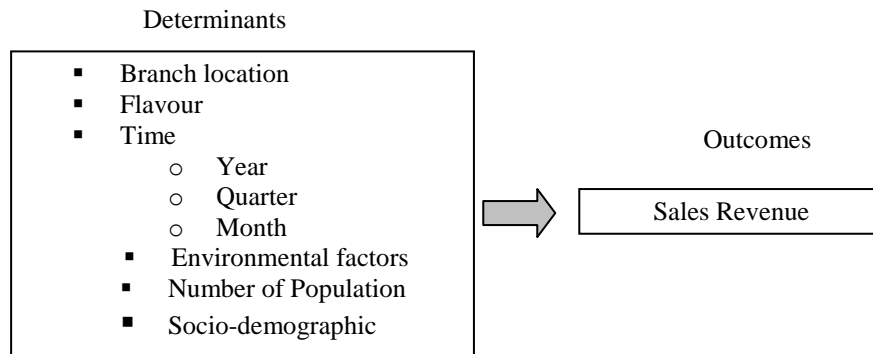 Determinants
▪ Branch location
▪ Flavour
▪ Time
o Year
o Quarter
o Month
▪ Environmental factors
▪ Number of Population
▪ Socio-demographic
Outcomes
Sales Revenue